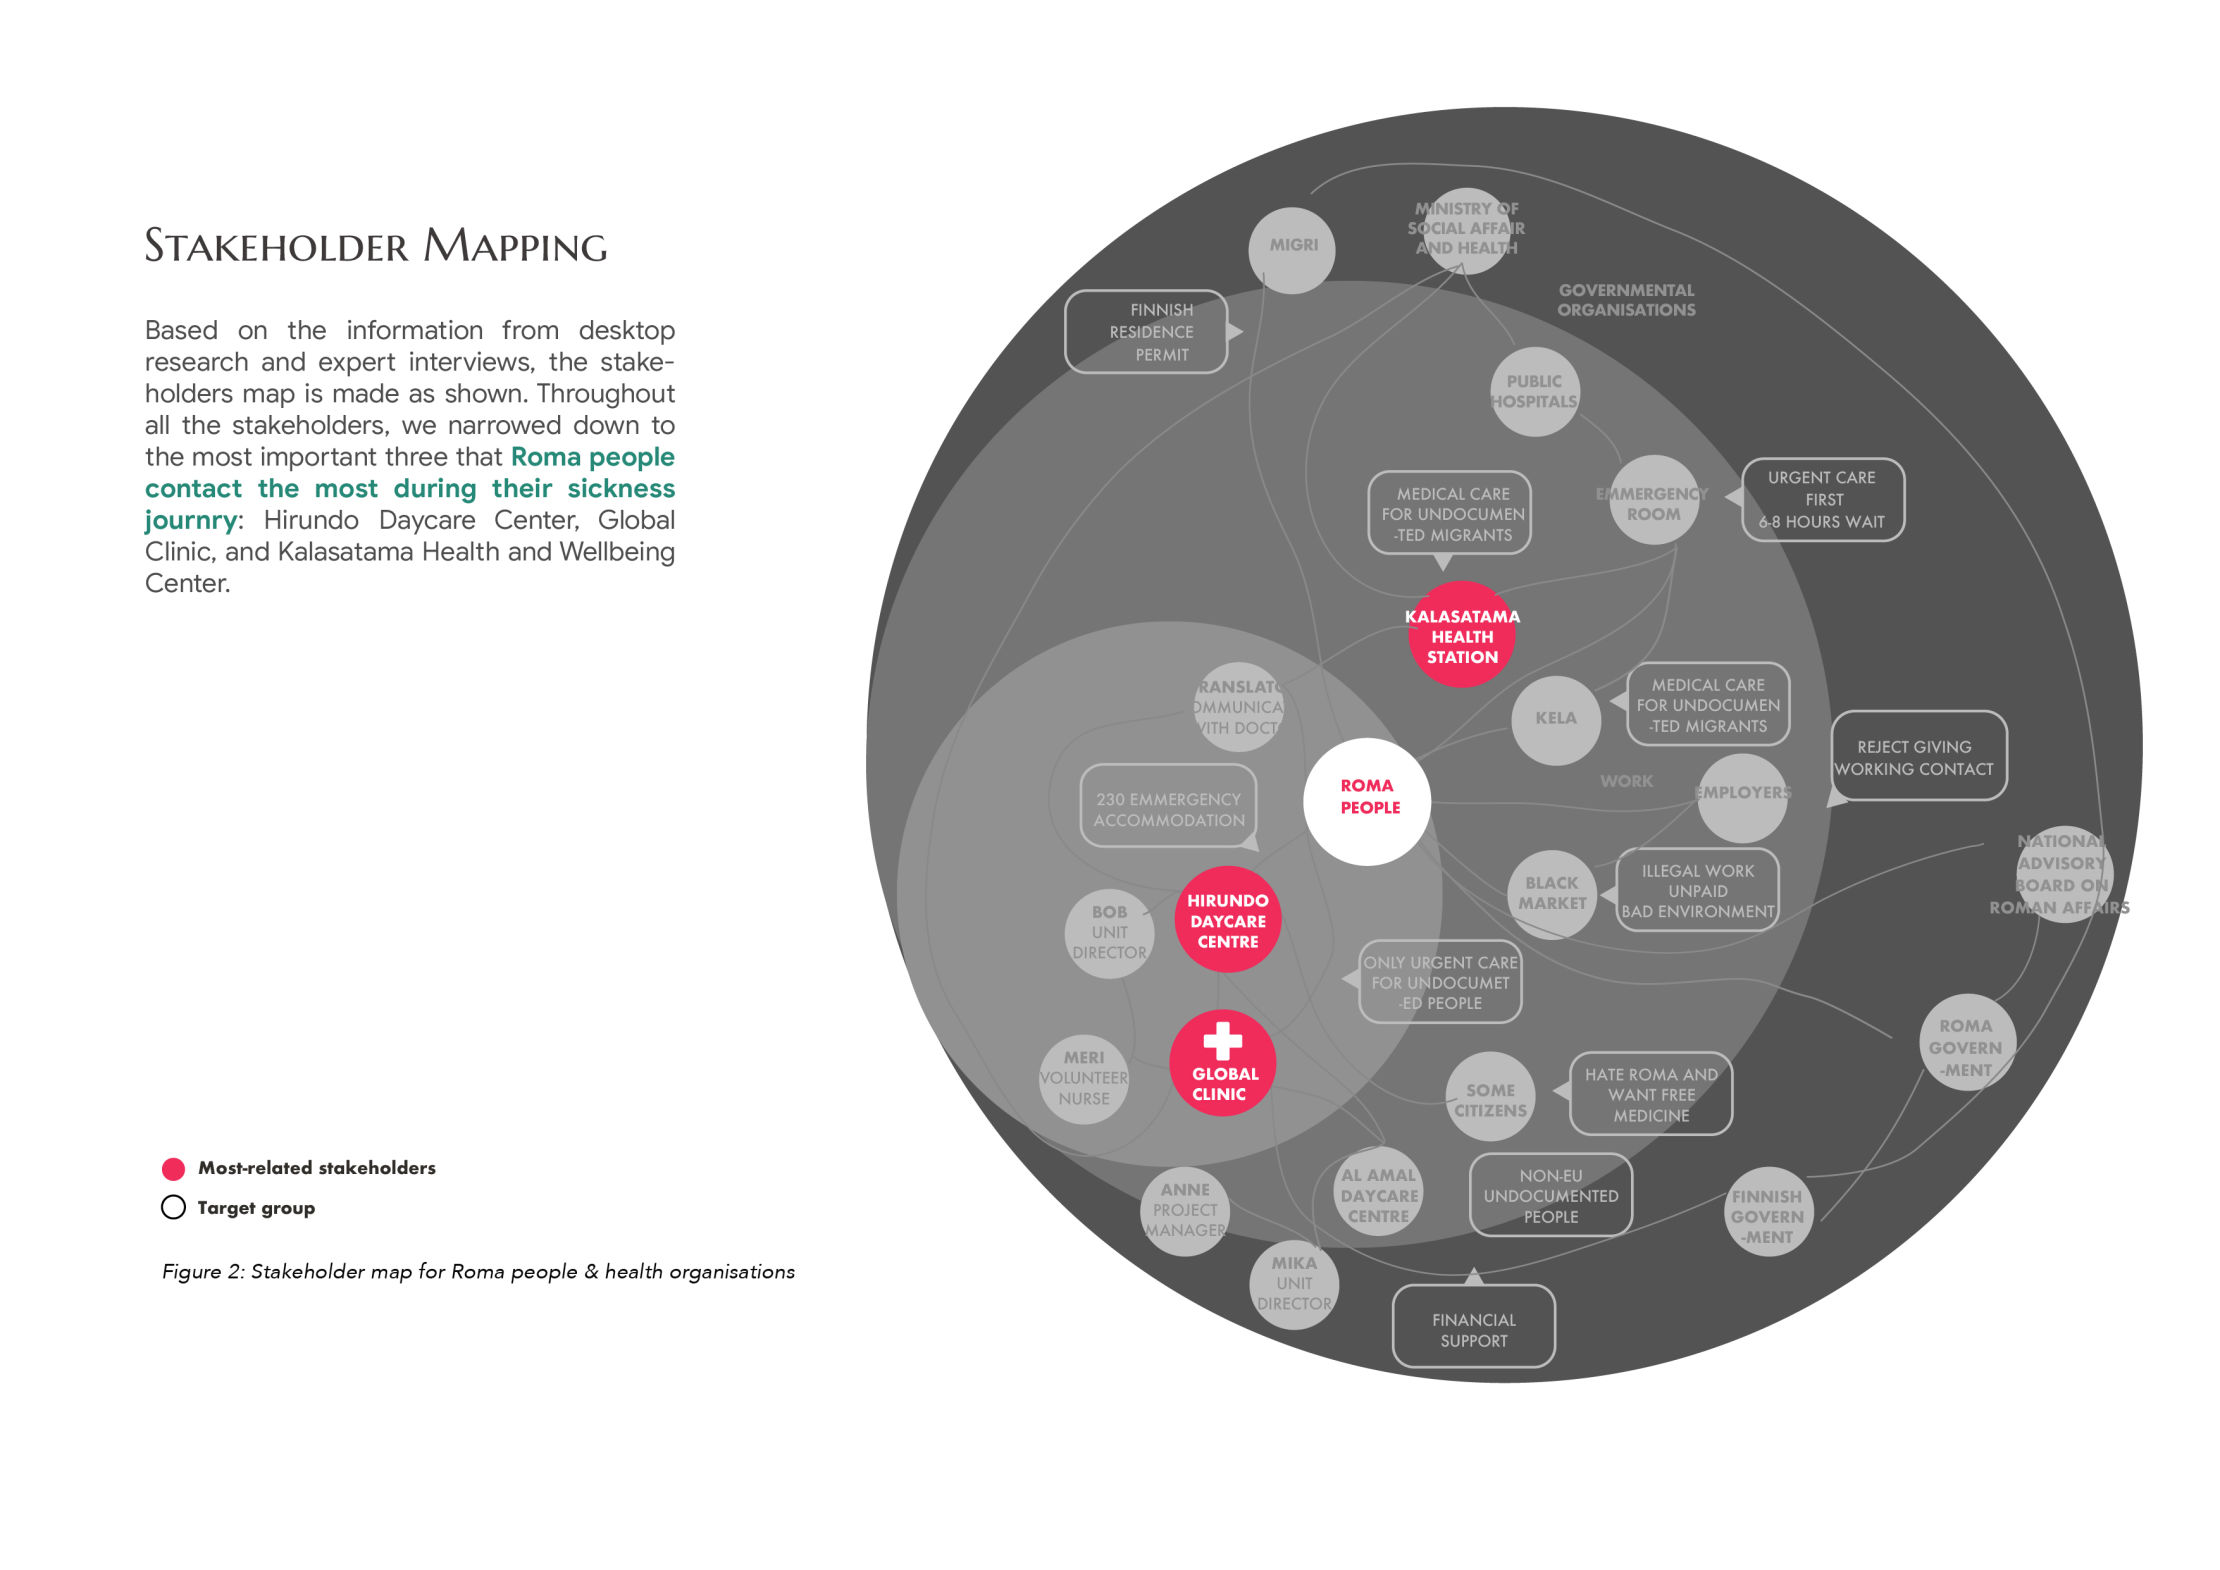 Stakeholder Mapping
Based on the information from desktop
research and expert interviews, the stake-
holders map is made as shown. Throughout
all the stakeholders, we narrowed down to
the most important three that Roma people
contact the most during their sickness
journry: Hirundo Daycare Center, Global
Clinic, and Kalasatama Health and Wellbeing
Center.
MIGRI
MINISTRY OF
SOCIAL AFFAIR
AND HEALTH
GOVERNMENTAL
ORGANISATIONS
FINNISH
RESIDENCE
PERMIT
PUBLIC
HOSPITALS
EMMERGENCY
ROOM
URGENT CARE
FIRST
6-8 HOURS WAIT
MEDICAL CARE
FOR UNDOCUMEN
-TED MIGRANTS
KALASATAMA
HEALTH
STATION
RANSLATO
OMMUNICA
WITH DOCTO
KELA
MEDICAL CARE
FOR UNDOCUMEN
-TED MIGRANTS
REJECT GIVING
WORKING CONTACT
WORK
EMPLOYERS
ROMA
PEOPLE
230 EMMERGENCY
ACCOMMODATION
NATIONAL
ADVISORY
BOARD ON
ROMAN AFFAIRS
BLACK
MARKET
ILLEGAL WORK
UNPAID
BAD ENVIRONMENT
HIRUNDO
DAYCARE
CENTRE
BOB
UNIT
DIRECTOR
ONLY URGENT CARE
FOR UNDOCUMET
-ED PEOPLE
ROMA
GOVERN
-MENT
MERI
VOLUNTEER
NURSE
GLOBAL
CLINIC
SOME
CITIZENS
HATE ROMA AND
WANT FREE
MEDICINE
ANNE
PROJECT
MANAGER
AL AMAL
DAYCARE
CENTRE
NON-EU
UNDOCUMENTED
PEOPLE
FINNISH
GOVERN
-MENT
MIKA
UNIT
DIRECTOR
FINANCIAL
SUPPORT
Most-related stakeholders
Target group
Figure 2: Stakeholder map for Roma people & health organisations